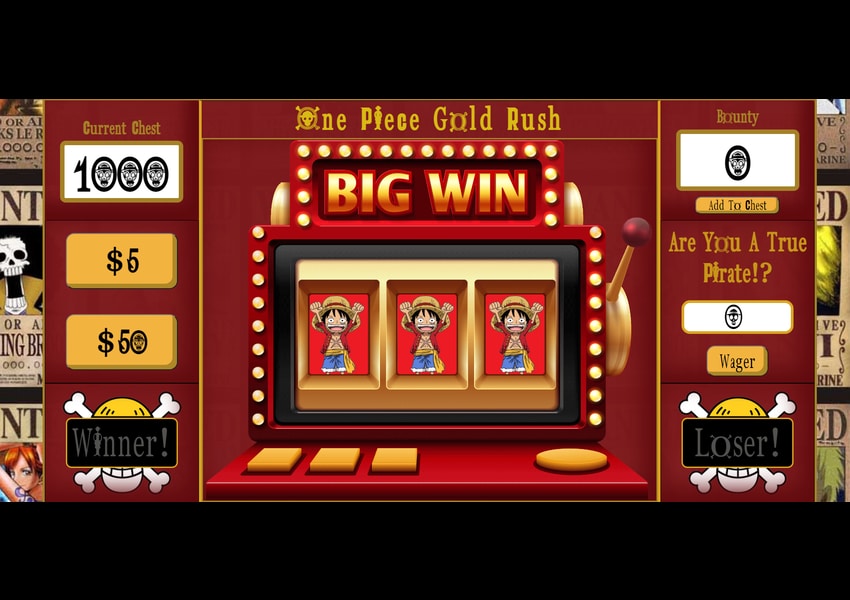 One Piece Gold Rush
Current Chest
1000
$5
$50
Winner!
BIG WIN
Bounty
0
Add To Chest
Are You A True
Pirate!?
0
Wager
Loser!